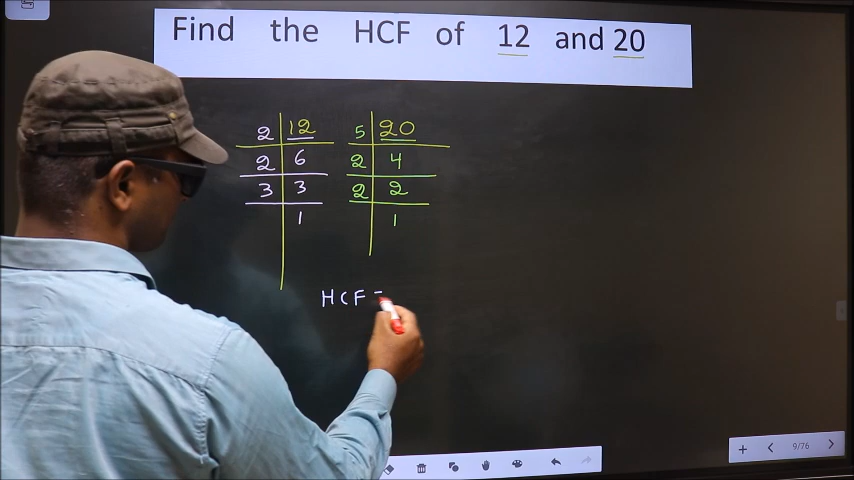 Find the HCF of 12 and 20
2 12 5 20
2 6 2 4
3 3 2 2
1 1
HCF =
9/76